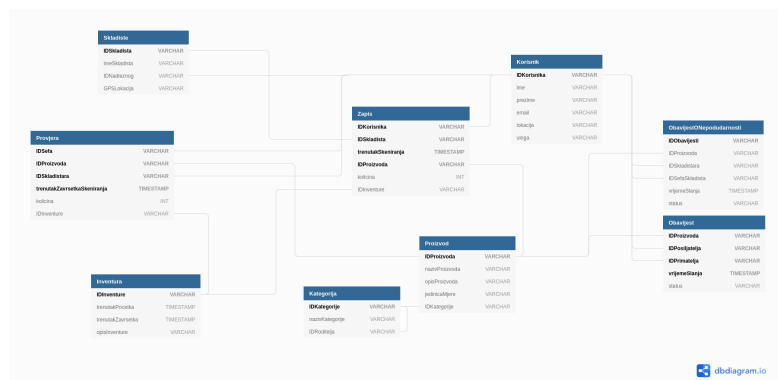 Skladiste
IDSkladista VARCHAR
ImeSkladista VARCHAR
IDNadleznog VARCHAR
GPSLokacija VARCHAR
Korisnik
IDKorisnika VARCHAR
ime VARCHAR
prezime VARCHAR
email VARCHAR
lokacija VARCHAR
uloga VARCHAR
Zapis
IDKorisnika VARCHAR
IDSkladista VARCHAR
trenutakSkeniranja TIMESTAMP
IDProizvoda VARCHAR
kolicina INT
IDInventure VARCHAR
Provjera
IDSefa VARCHAR
IDProizvoda VARCHAR
IDSkladistara VARCHAR
trenutakZavrsetkaSkeniranja TIMESTAMP
kolicina INT
IDInventure VARCHAR
ObavijestONepodudarnosti
IDObavijesti VARCHAR
IDProizvoda VARCHAR
IDSkladistara VARCHAR
IDSefaSkladista VARCHAR
vrijemeSlanja TIMESTAMP
status VARCHAR
Obavijest
IDProizvoda VARCHAR
IDPosiljatelja VARCHAR
IDPrimatelja VARCHAR
vrijemeSlanja TIMESTAMP
status VARCHAR
Proizvod
IDProizvoda VARCHAR
nazivProizvoda VARCHAR
opisProizvoda VARCHAR
jedinicaMjere VARCHAR
IDKategorije VARCHAR
Inventura
IDInventure VARCHAR
trenutakPocetka TIMESTAMP
trenutakZavrsetka TIMESTAMP
opisInventure VARCHAR
Kategorija
IDKategorije VARCHAR
nazivKategorije VARCHAR
IDRoditelja VARCHAR
dbdiagram.io